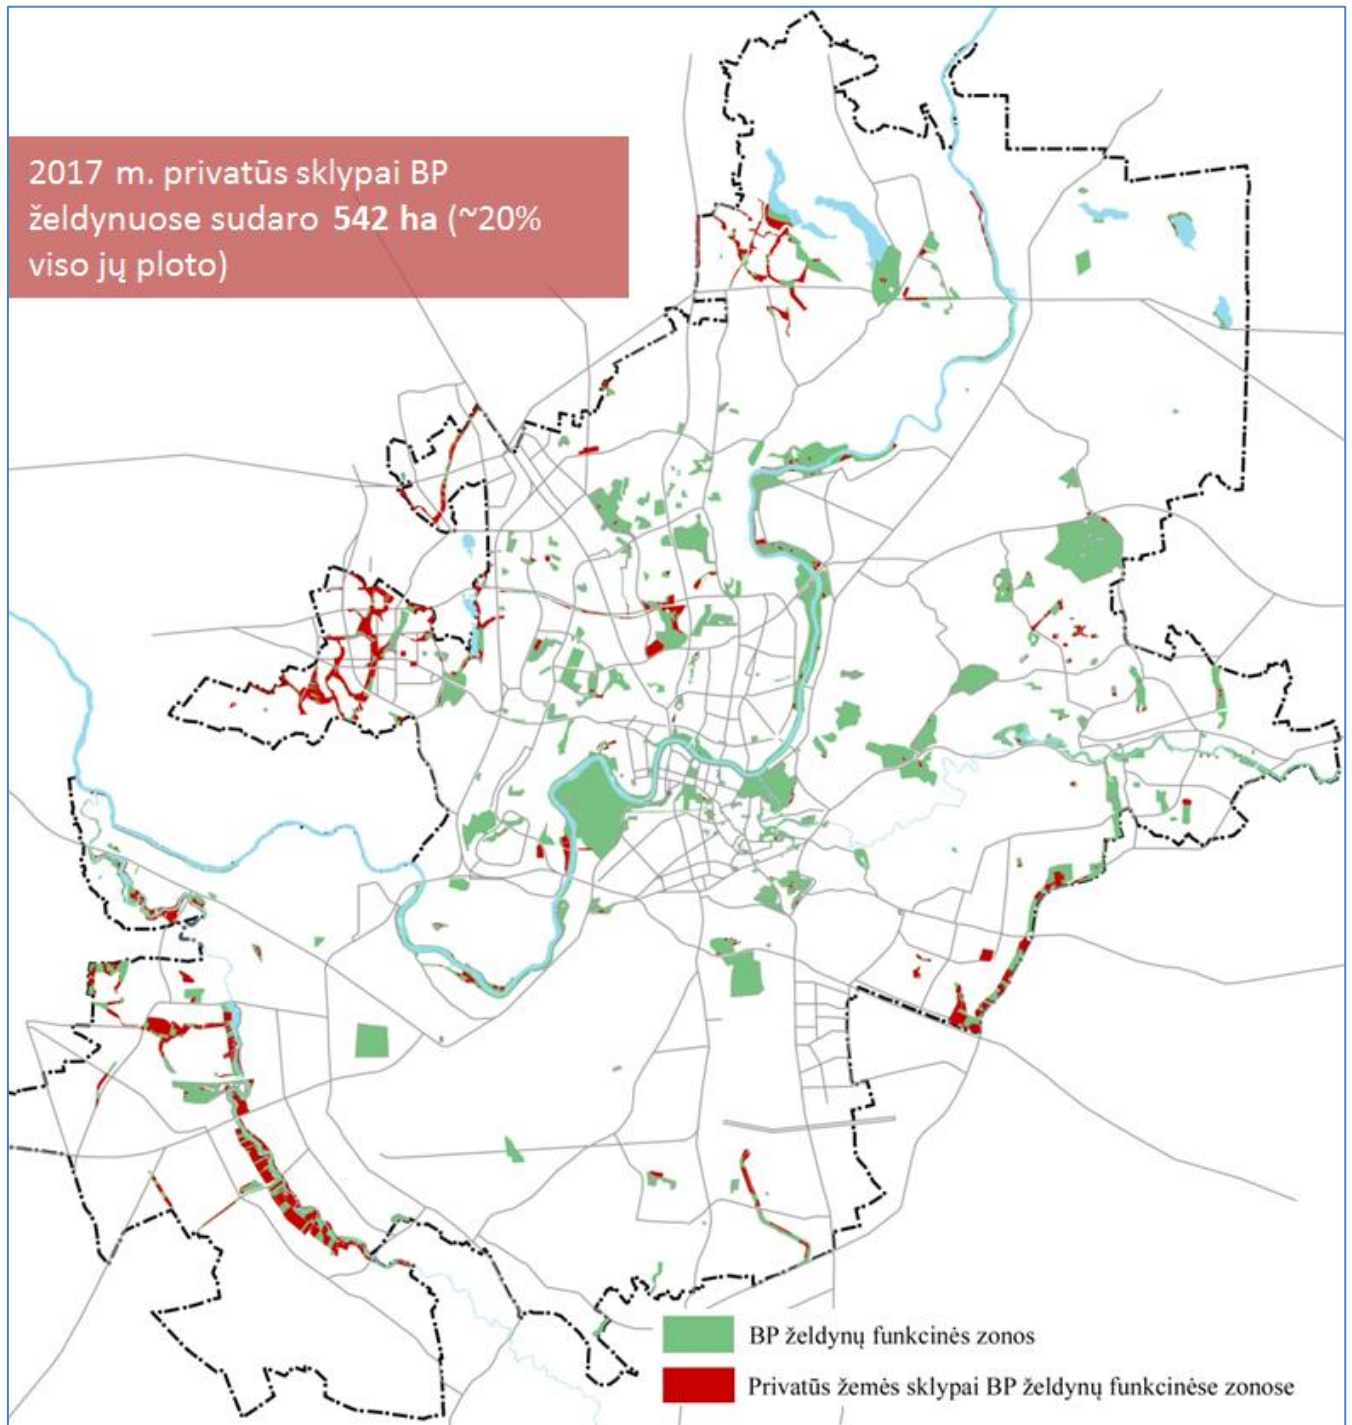 2017 m. privatūs sklypai BP
želdynuose sudaro 542 ha (~20%
viso jų ploto)
BP želdynų funkcinės zonos
Privatūs žemės sklypai BP želdynų funkcinėse zonose